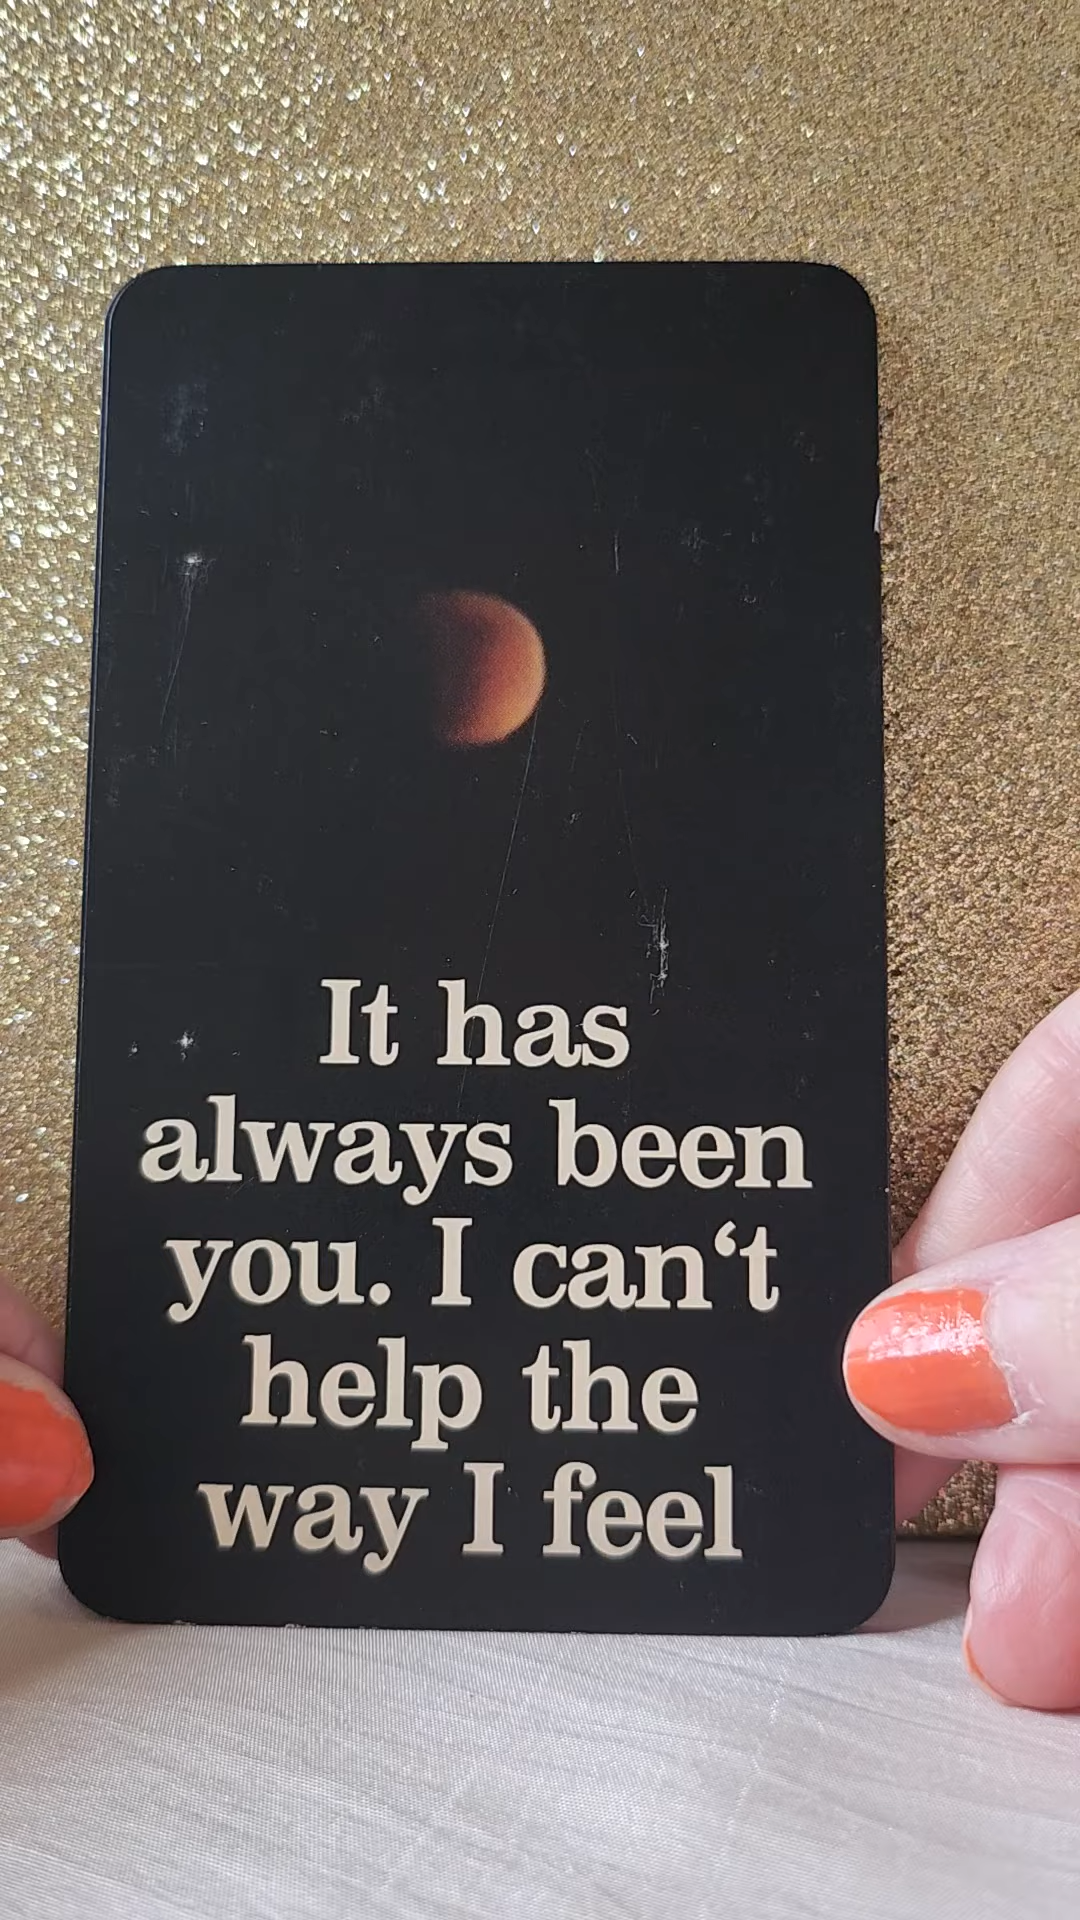 It has
always been
you. I can‘t
help the
way I feel